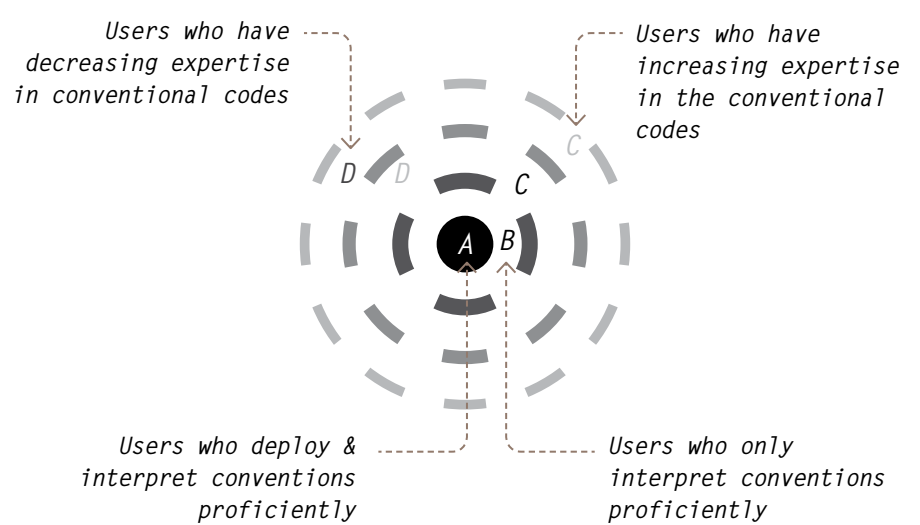 Users who have
decreasing expertise
in conventional codes
Users who have
increasing expertise
in the conventional
codes
C
D
D
C
A
B
Users who deploy &
interpret conventions
proficiently
Users who only
interpret conventions
proficiently